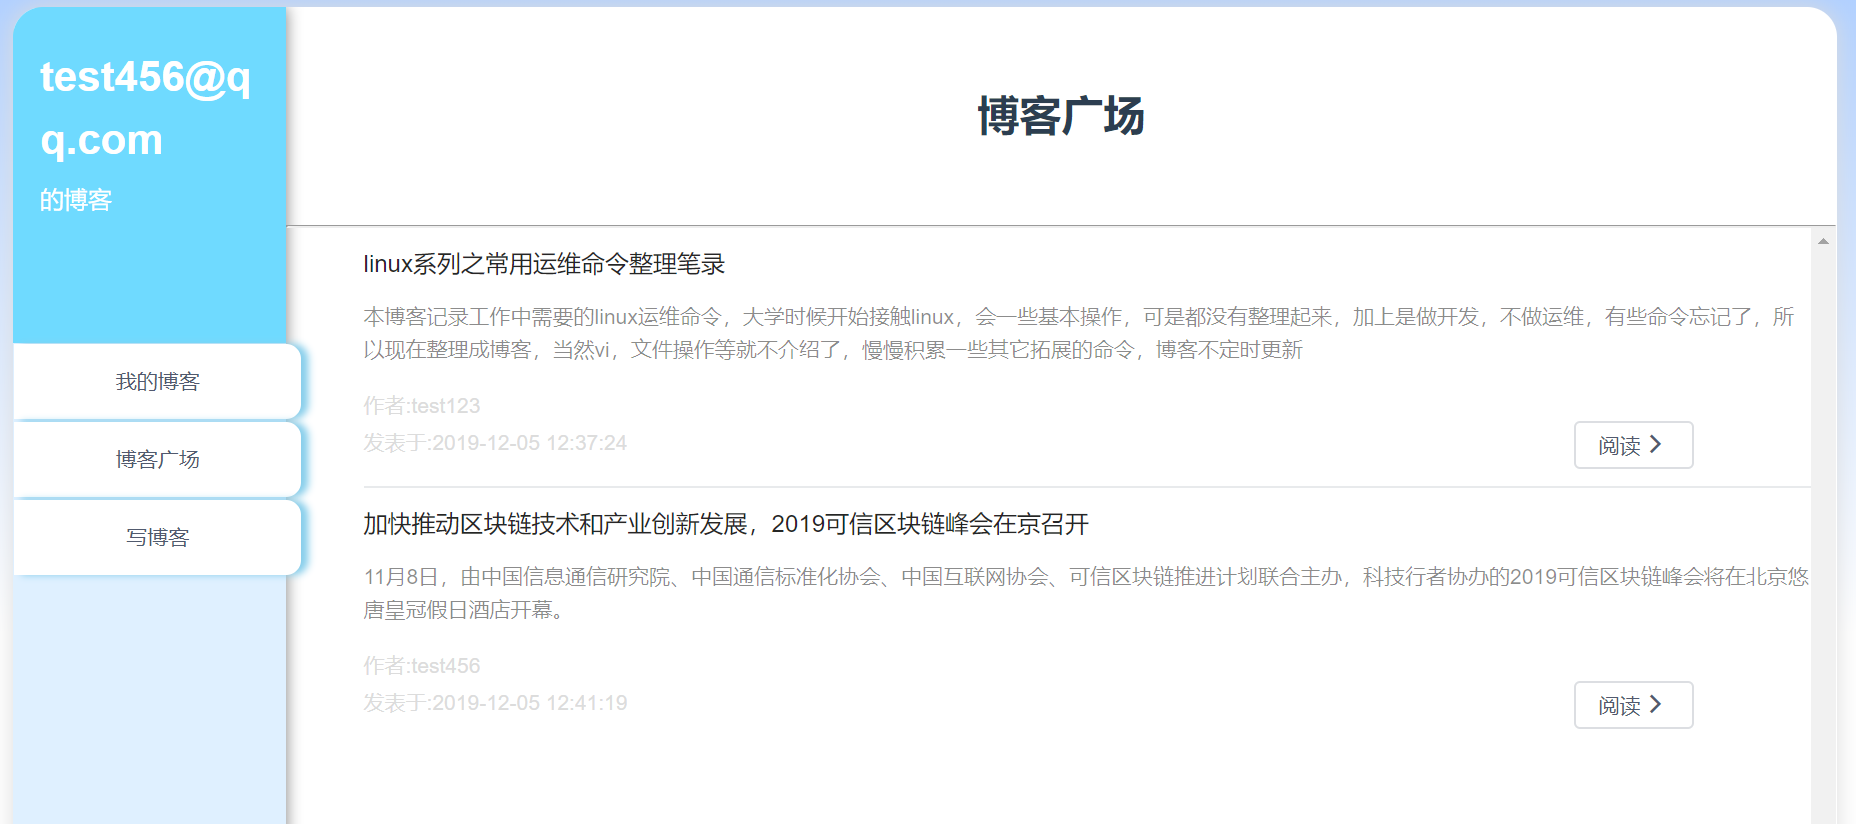 test456@q
q.com
的博客
我的博客
博客广场
写博客
博客广场
linux系列之常用运维命令整理笔录
本博客记录工作中需要的linux运维命令，大学时候开始接触linux，会一些基本操作，可是都没有整理起来，加上是做开发，不做运维，有些命令忘记了，所
以现在整理成博客，当然vi，文件操作等就不介绍了，慢慢积累一些其它拓展的命令，博客不定时更新
作者:test123
发表于:2019-12-05 12:37:24
阅读
加快推动区块链技术和产业创新发展，2019可信区块链峰会在京召开
11月8日，由中国信息通信研究院、中国通信标准化协会、中国互联网协会、可信区块链推进计划联合主办，科技行者协办的2019可信区块链峰会将在北京悠
唐皇冠假日酒店开幕。
作者:test456
发表于:2019-12-05 12:41:19
阅读